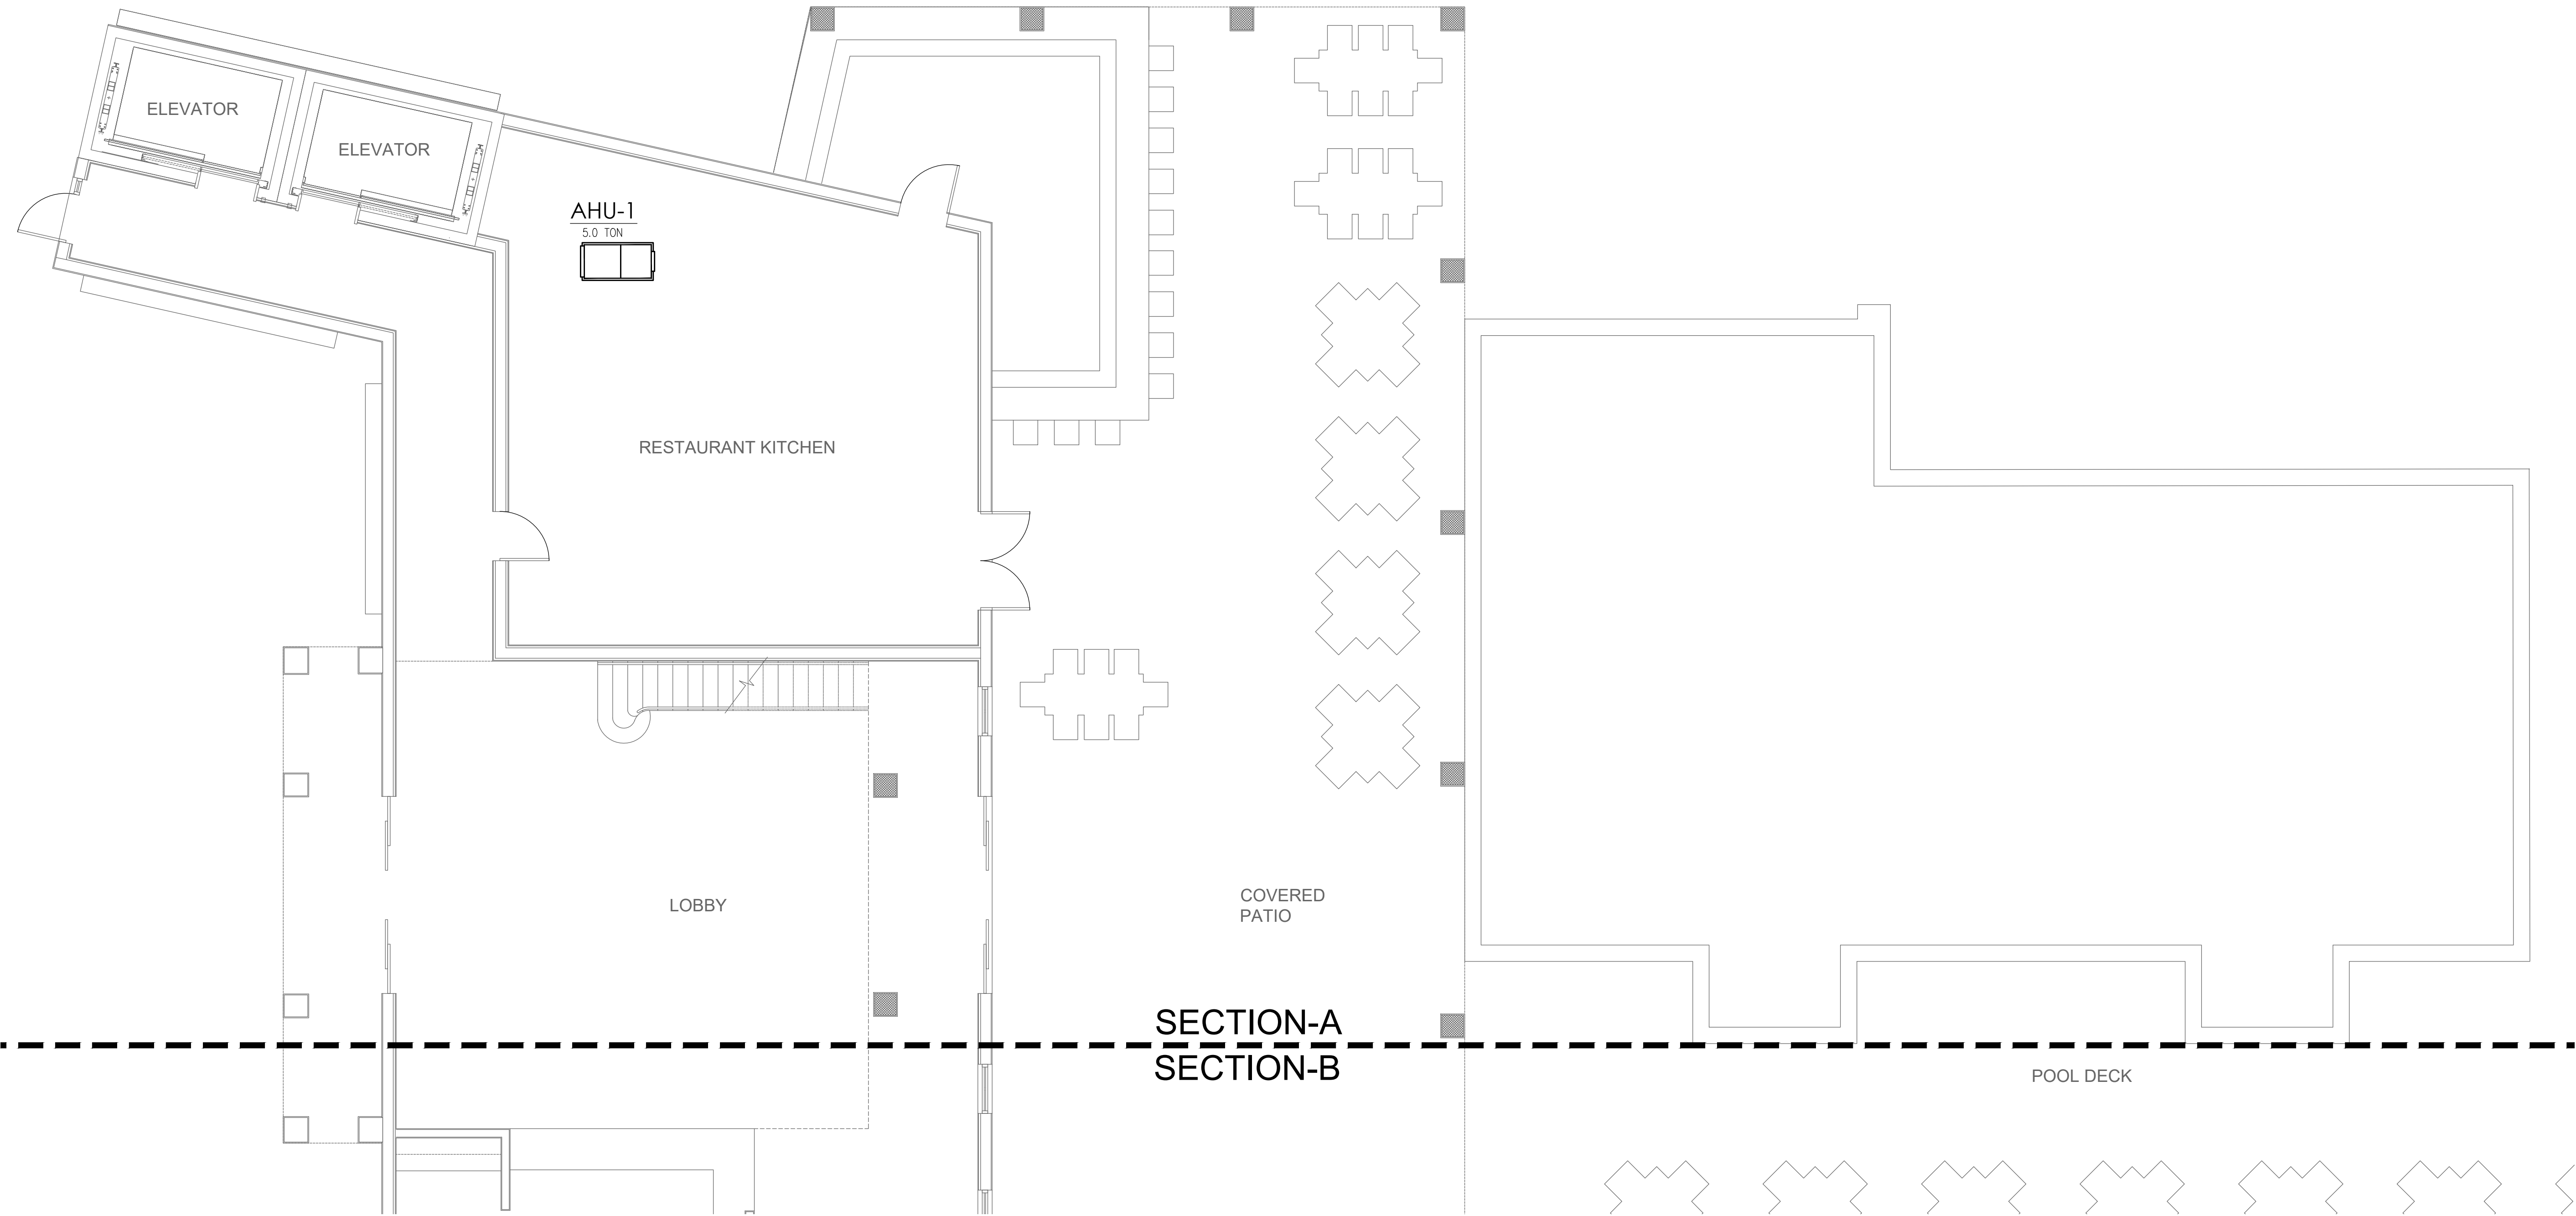 ELEVATOR
ELEVATOR
AHU-1
5.0 TON
RESTAURANT KITCHEN
LOBBY
COVERED
PATIO
SECTION-A
SECTION-B
POOL DECK